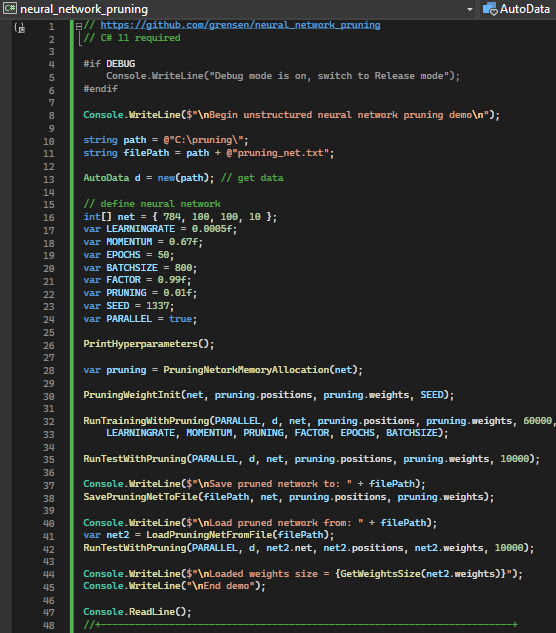 C# neural_network_pruning AutoData
1 // https://github.com/grensen/neural_network_pruning
2 // C# 11 required
3
4 #if DEBUG
5 Console.WriteLine("Debug mode is on, switch to Release mode");
6 #endif
7
8 Console.WriteLine($"\nBegin unstructured neural network pruning demo\n");
9
10 string path = @"C:\pruning\";
11 string filePath = path + @"pruning_net.txt";
12
13 AutoData d = new(path); // get data
14
15 // define neural network
16 int[] net = { 784, 100, 100, 10 };
17 var LEARNINGRATE = 0.0005f;
18 var MOMENTUM = 0.67f;
19 var EPOCHS = 50;
20 var BATCHSIZE = 800;
21 var FACTOR = 0.99f;
22 var PRUNING = 0.01f;
23 var SEED = 1337;
24 var PARALLEL = true;
25
26 PrintHyperparameters();
27
28 var pruning = PruningNetorkMemoryAllocation(net);
29
30 PruningWeightInit(net, pruning.positions, pruning.weights, SEED);
31
32 RunTrainingWithPruning(PARALLEL, d, net, pruning.positions, pruning.weights, 60000,
33 LEARNINGRATE, MOMENTUM, PRUNING, FACTOR, EPOCHS, BATCHSIZE);
34
35 RunTestWithPruning(PARALLEL, d, net, pruning.positions, pruning.weights, 10000);
36
37 Console.WriteLine($"\nSave pruned network to: " + filePath);
38 SavePruningNetToFile(filePath, net, pruning.positions, pruning.weights);
39
40 Console.WriteLine($"\nLoad pruned network from: " + filePath);
41 var net2 = LoadPruningNetFromFile(filePath);
42 RunTestWithPruning(PARALLEL, d, net2.net, net2.positions, net2.weights, 10000);
43
44 Console.WriteLine($"\nLoaded weights size = {GetWeightsSize(net2.weights)}");
45 Console.WriteLine("\nEnd demo");
46
47 Console.ReadLine();
48 //+------------------------------------------------------------------------+